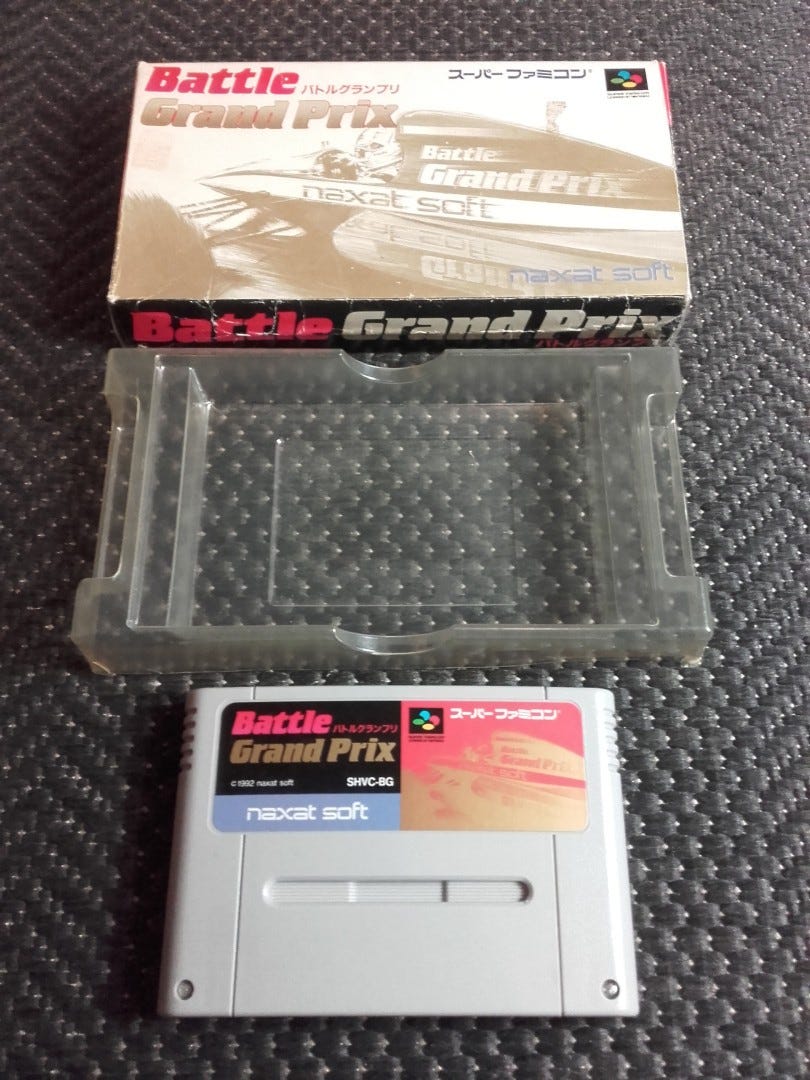 Battle
バトルグランプリ
Grand Prix
スーパーファミコン
Battle
Grand Prix
naxat soft
naxat soft
Battle Grand Prix
バトルグランプリ
Battle
バトルグランプリ
Grand Prix
©1992 naxat soft
SHVC-BG
naxat soft
スーパーファミコン
Battle
Grand Prix